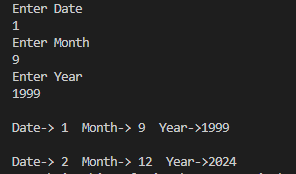 Enter Date
1
Enter Month
9
Enter Year
1999
Date-> 1  Month-> 9  Year->1999
Date-> 2  Month-> 12  Year->2024